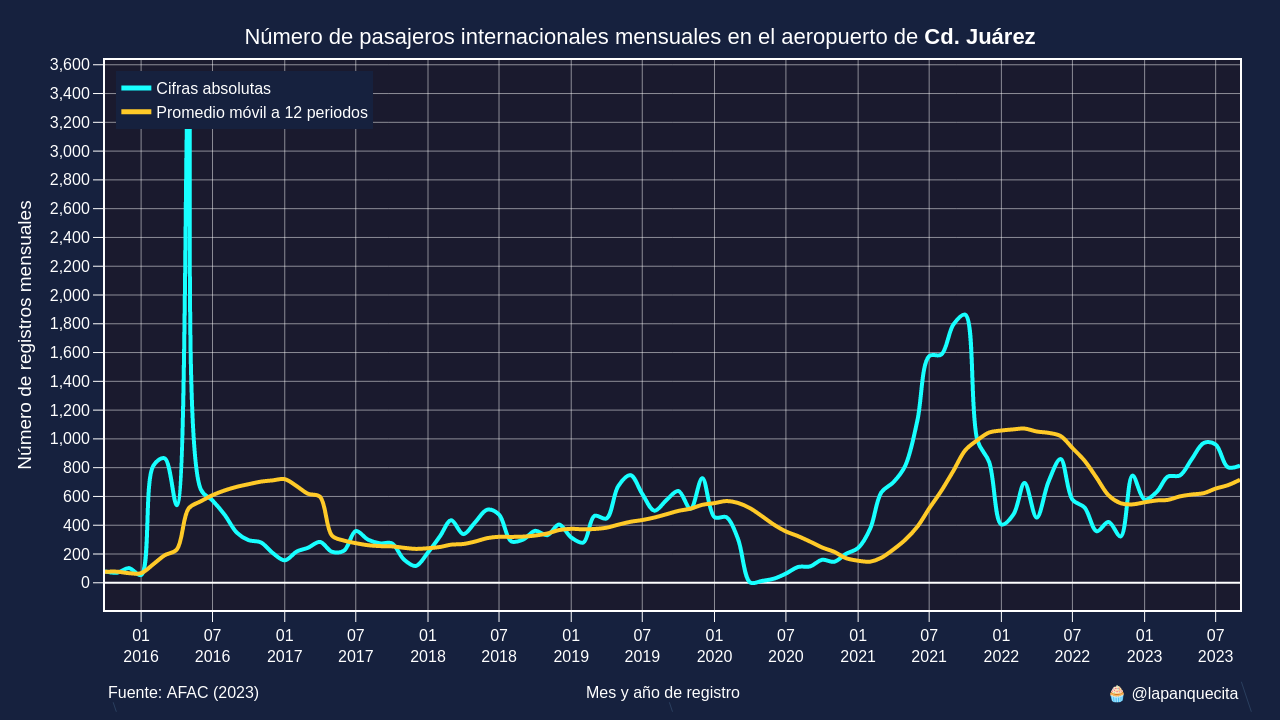 Número de pasajeros internacionales mensuales en el aeropuerto de Cd. Juárez
Cifras absolutas
Promedio móvil a 12 periodos
Número de registros mensuales
3,600
3,400
3,200
3,000
2,800
2,600
2,400
2,200
2,000
1,800
1,600
1,400
1,200
1,000
800
600
400
200
0
01 07 01 07 01 07 01 07 01 07 01 07 01 07 01 07
2016 2016 2017 2017 2018 2018 2019 2019 2020 2020 2021 2021 2022 2022 2023 2023
Fuente: AFAC (2023)
Mes y año de registro
🧁 @lapanquecita